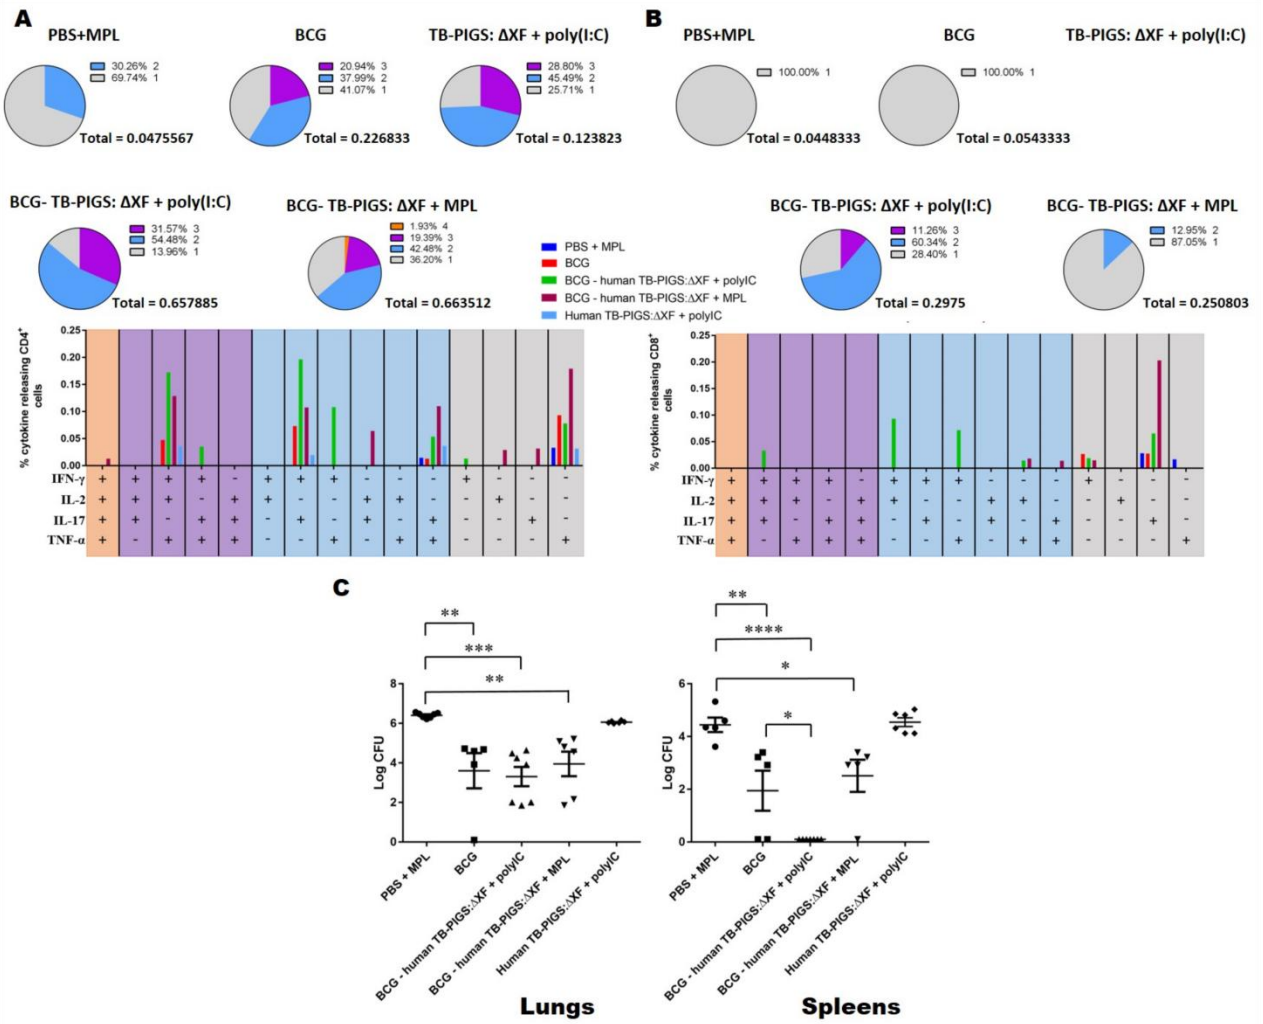 A
B
PBS+MPL
BCG
TB-PIGS: ΔXF + poly(I:C)
PBS+MPL
BCG
TB-PIGS: ΔXF + poly(I:C)
30.26% 2
69.74% 1
Total = 0.0475567
20.94% 3
37.99% 2
41.07% 1
Total = 0.226833
28.80% 3
45.49% 2
25.71% 1
Total = 0.123823
100.00% 1
Total = 0.0448333
100.00% 1
Total = 0.0543333
BCG- TB-PIGS: ΔXF + poly(I:C)
BCG- TB-PIGS: ΔXF + MPL
BCG- TB-PIGS: ΔXF + poly(I:C)
BCG- TB-PIGS: ΔXF + MPL
31.57% 3
54.48% 2
13.96% 1
Total = 0.657885
1.93% 4
19.39% 3
42.48% 2
36.20% 1
Total = 0.663512
PBS + MPL
BCG
BCG - human TB-PIGS:ΔXF + polyIC
BCG - human TB-PIGS:ΔXF + MPL
Human TB-PIGS:ΔXF + polyIC
11.26% 3
60.34% 2
28.40% 1
Total = 0.2975
12.95% 2
87.05% 1
Total = 0.250803
% cytokine releasing CD4+
cells
0.25
0.20
0.15
0.10
0.05
0.00
IFN-γ + + + + - + + + - - - + - - -
IL-2 + + + - + + - - + + - - + - -
IL-17 + + - + + - + - + - + - - + -
TNF-α + - + + + - - + - + + - - - +
% cytokine releasing CD8+
cells
0.25
0.20
0.15
0.10
0.05
0.00
IFN-γ + + + + - + + + - - - + - - -
IL-2 + + + - + + - - + + - - + - -
IL-17 + + - + + - + - + - + - - + -
TNF-α + - + + + - - + - + + - - - +
C
**
***
**
Log CFU
8
6
4
2
0
PBS + MPL
BCG
BCG - human TB-PIGS:ΔXF + polyIC
BCG - human TB-PIGS:ΔXF + MPL
Human TB-PIGS:ΔXF + polyIC
Lungs
**
****
*
*
Log CFU
6
4
2
0
PBS + MPL
BCG
BCG - human TB-PIGS:ΔXF + polyIC
BCG - human TB-PIGS:ΔXF + MPL
Human TB-PIGS:ΔXF + polyIC
Spleens